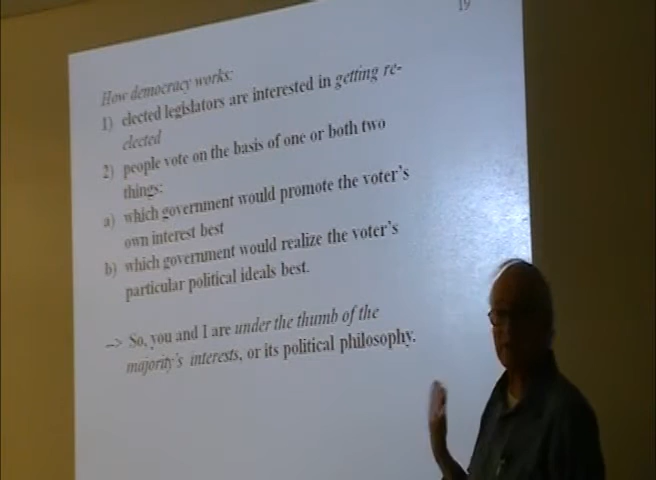 19
How democracy works:
1) elected legislators are interested in getting re-
elected
2) people vote on the basis of one or both two
things:
a) which government would promote the voter's
own interest best
b) which government would realize the voter's
particular political ideals best.
--> So, you and I are under the thumb of the
majority's interests, or its political philosophy.